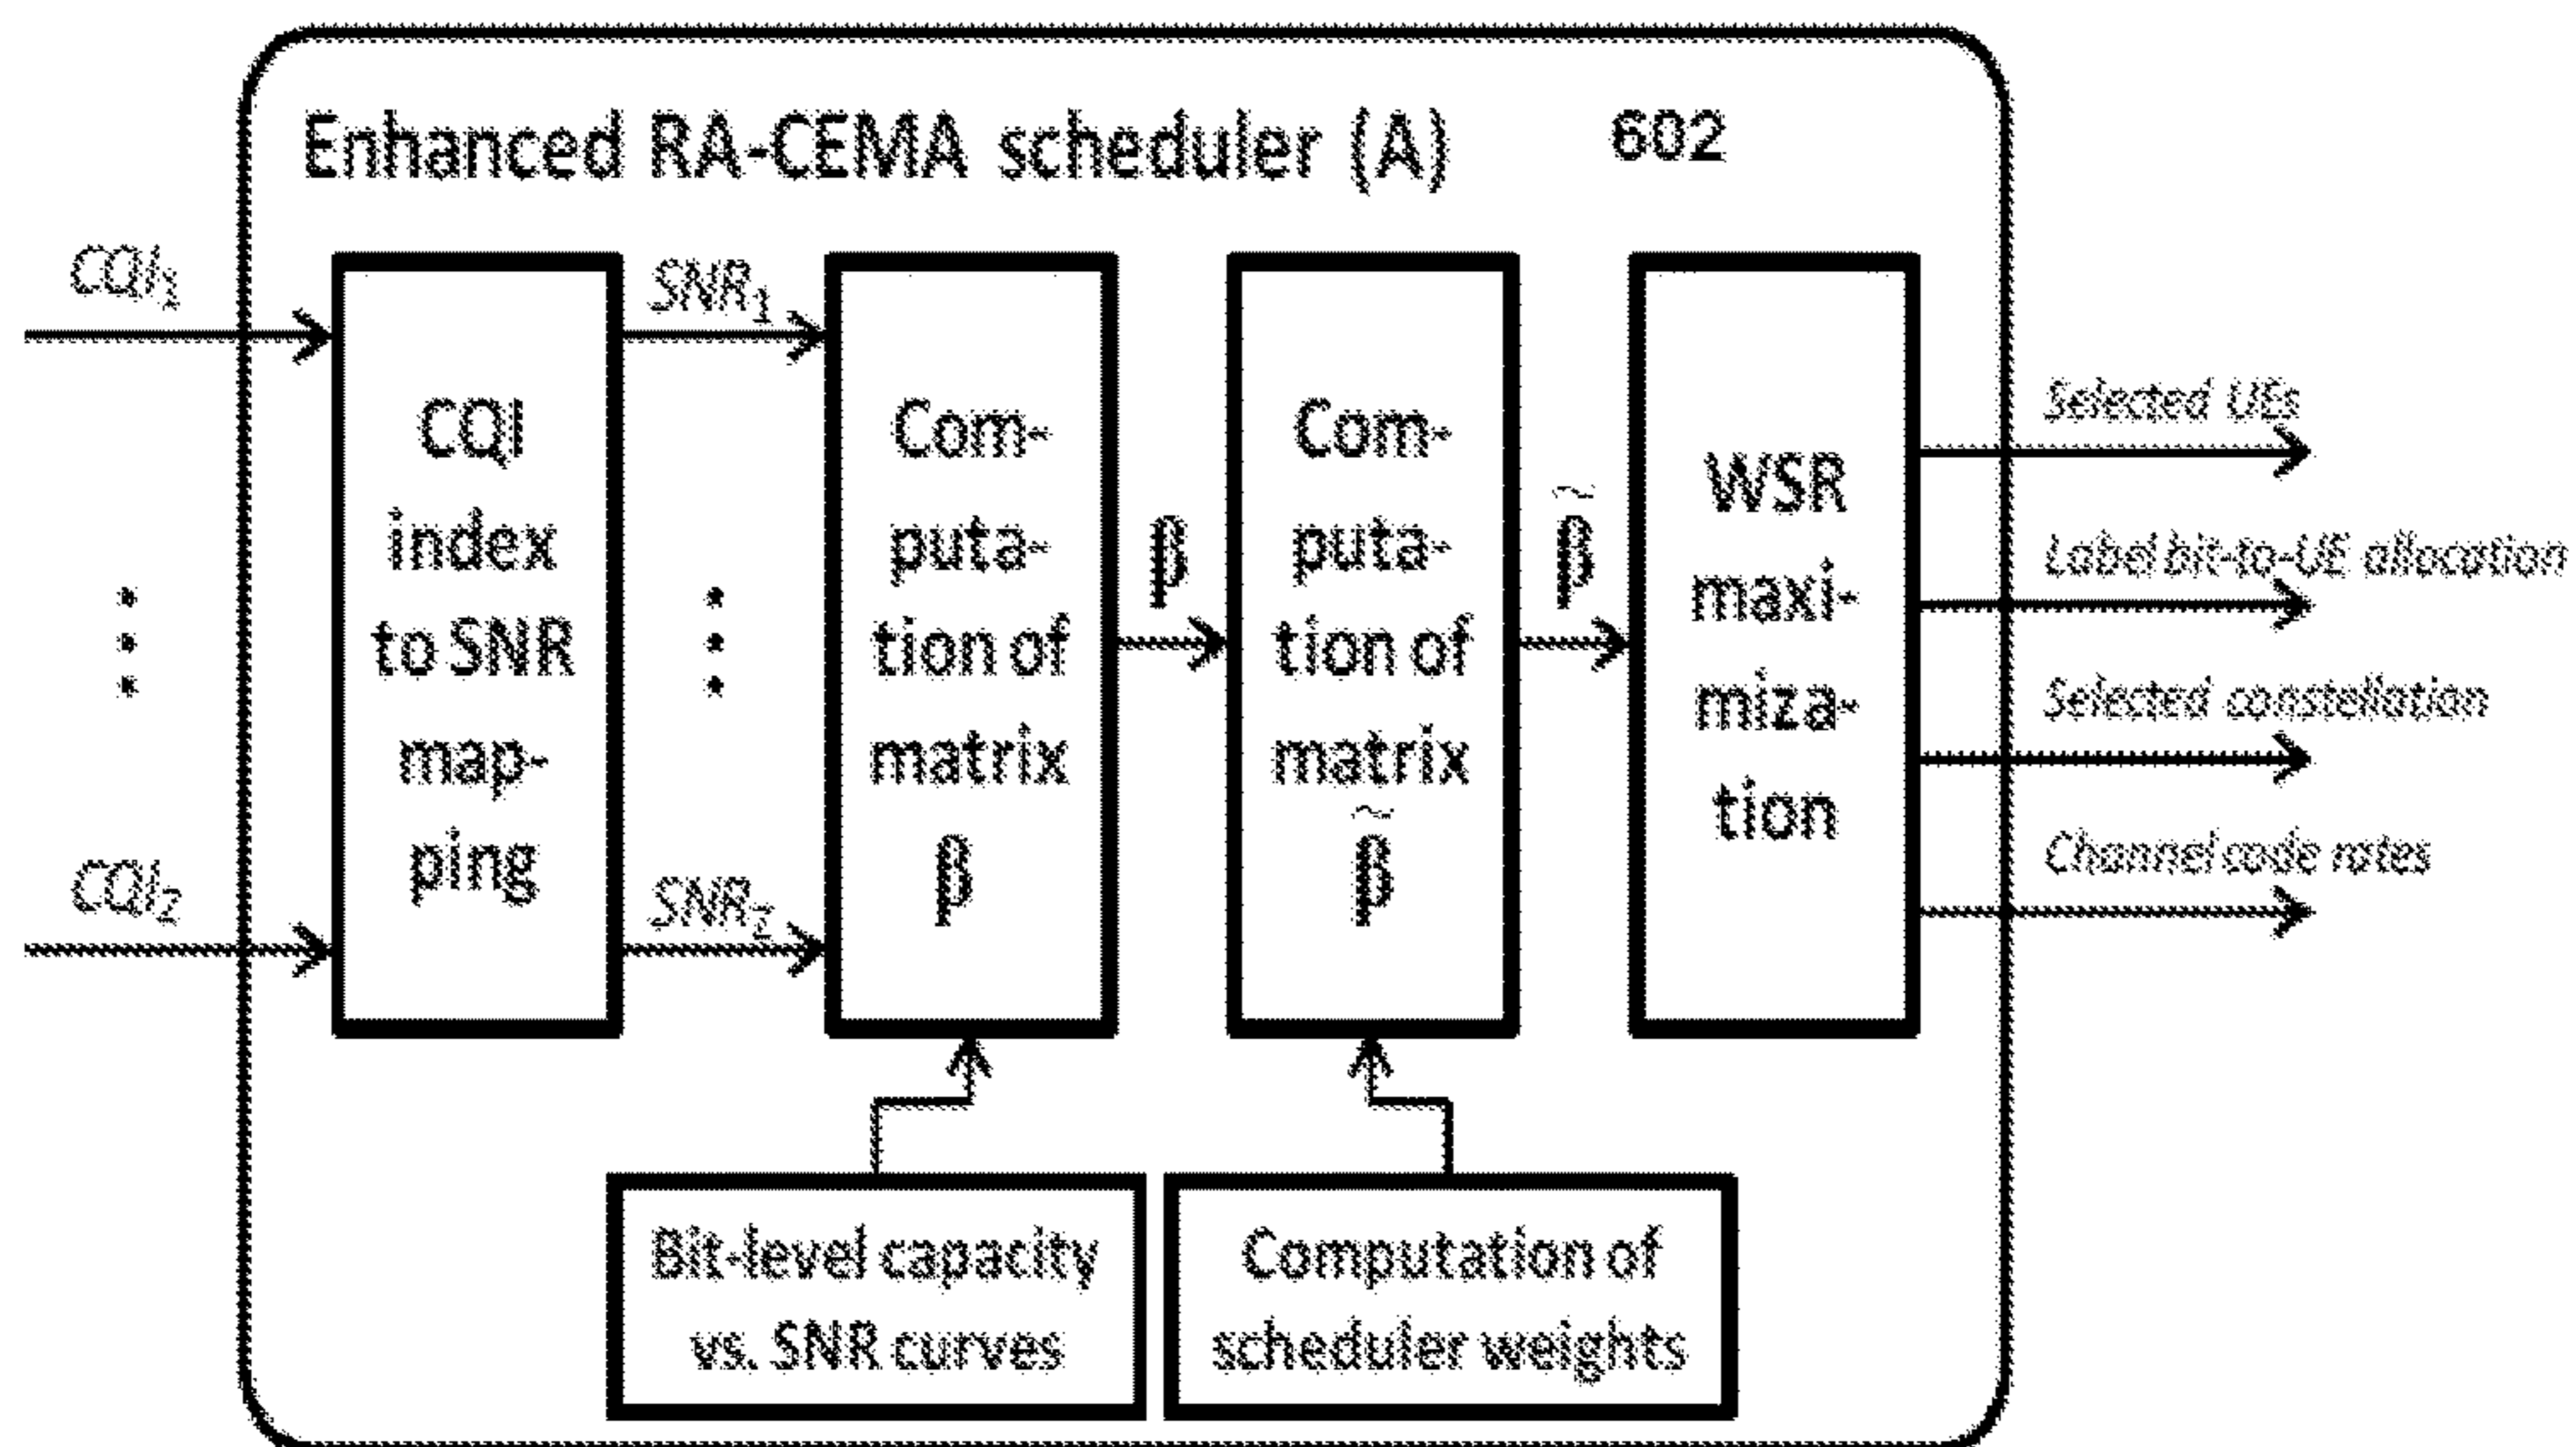 Enhanced RA-CEMA scheduler (A) 602
CQI₁
SNR₁
CQI
index
to SNR
map-
ping
Com-
puta-
tion of
matrix
β
β
Com-
puta-
tion of
matrix
β̃
β̃
WSR
maxi-
miza-
tion
Selected UEs
Label bit-to-UE allocation
Selected constellation
Channel code rates
CQI₂
SNR₂
Bit-level capacity
vs. SNR curves
Computation of
scheduler weights